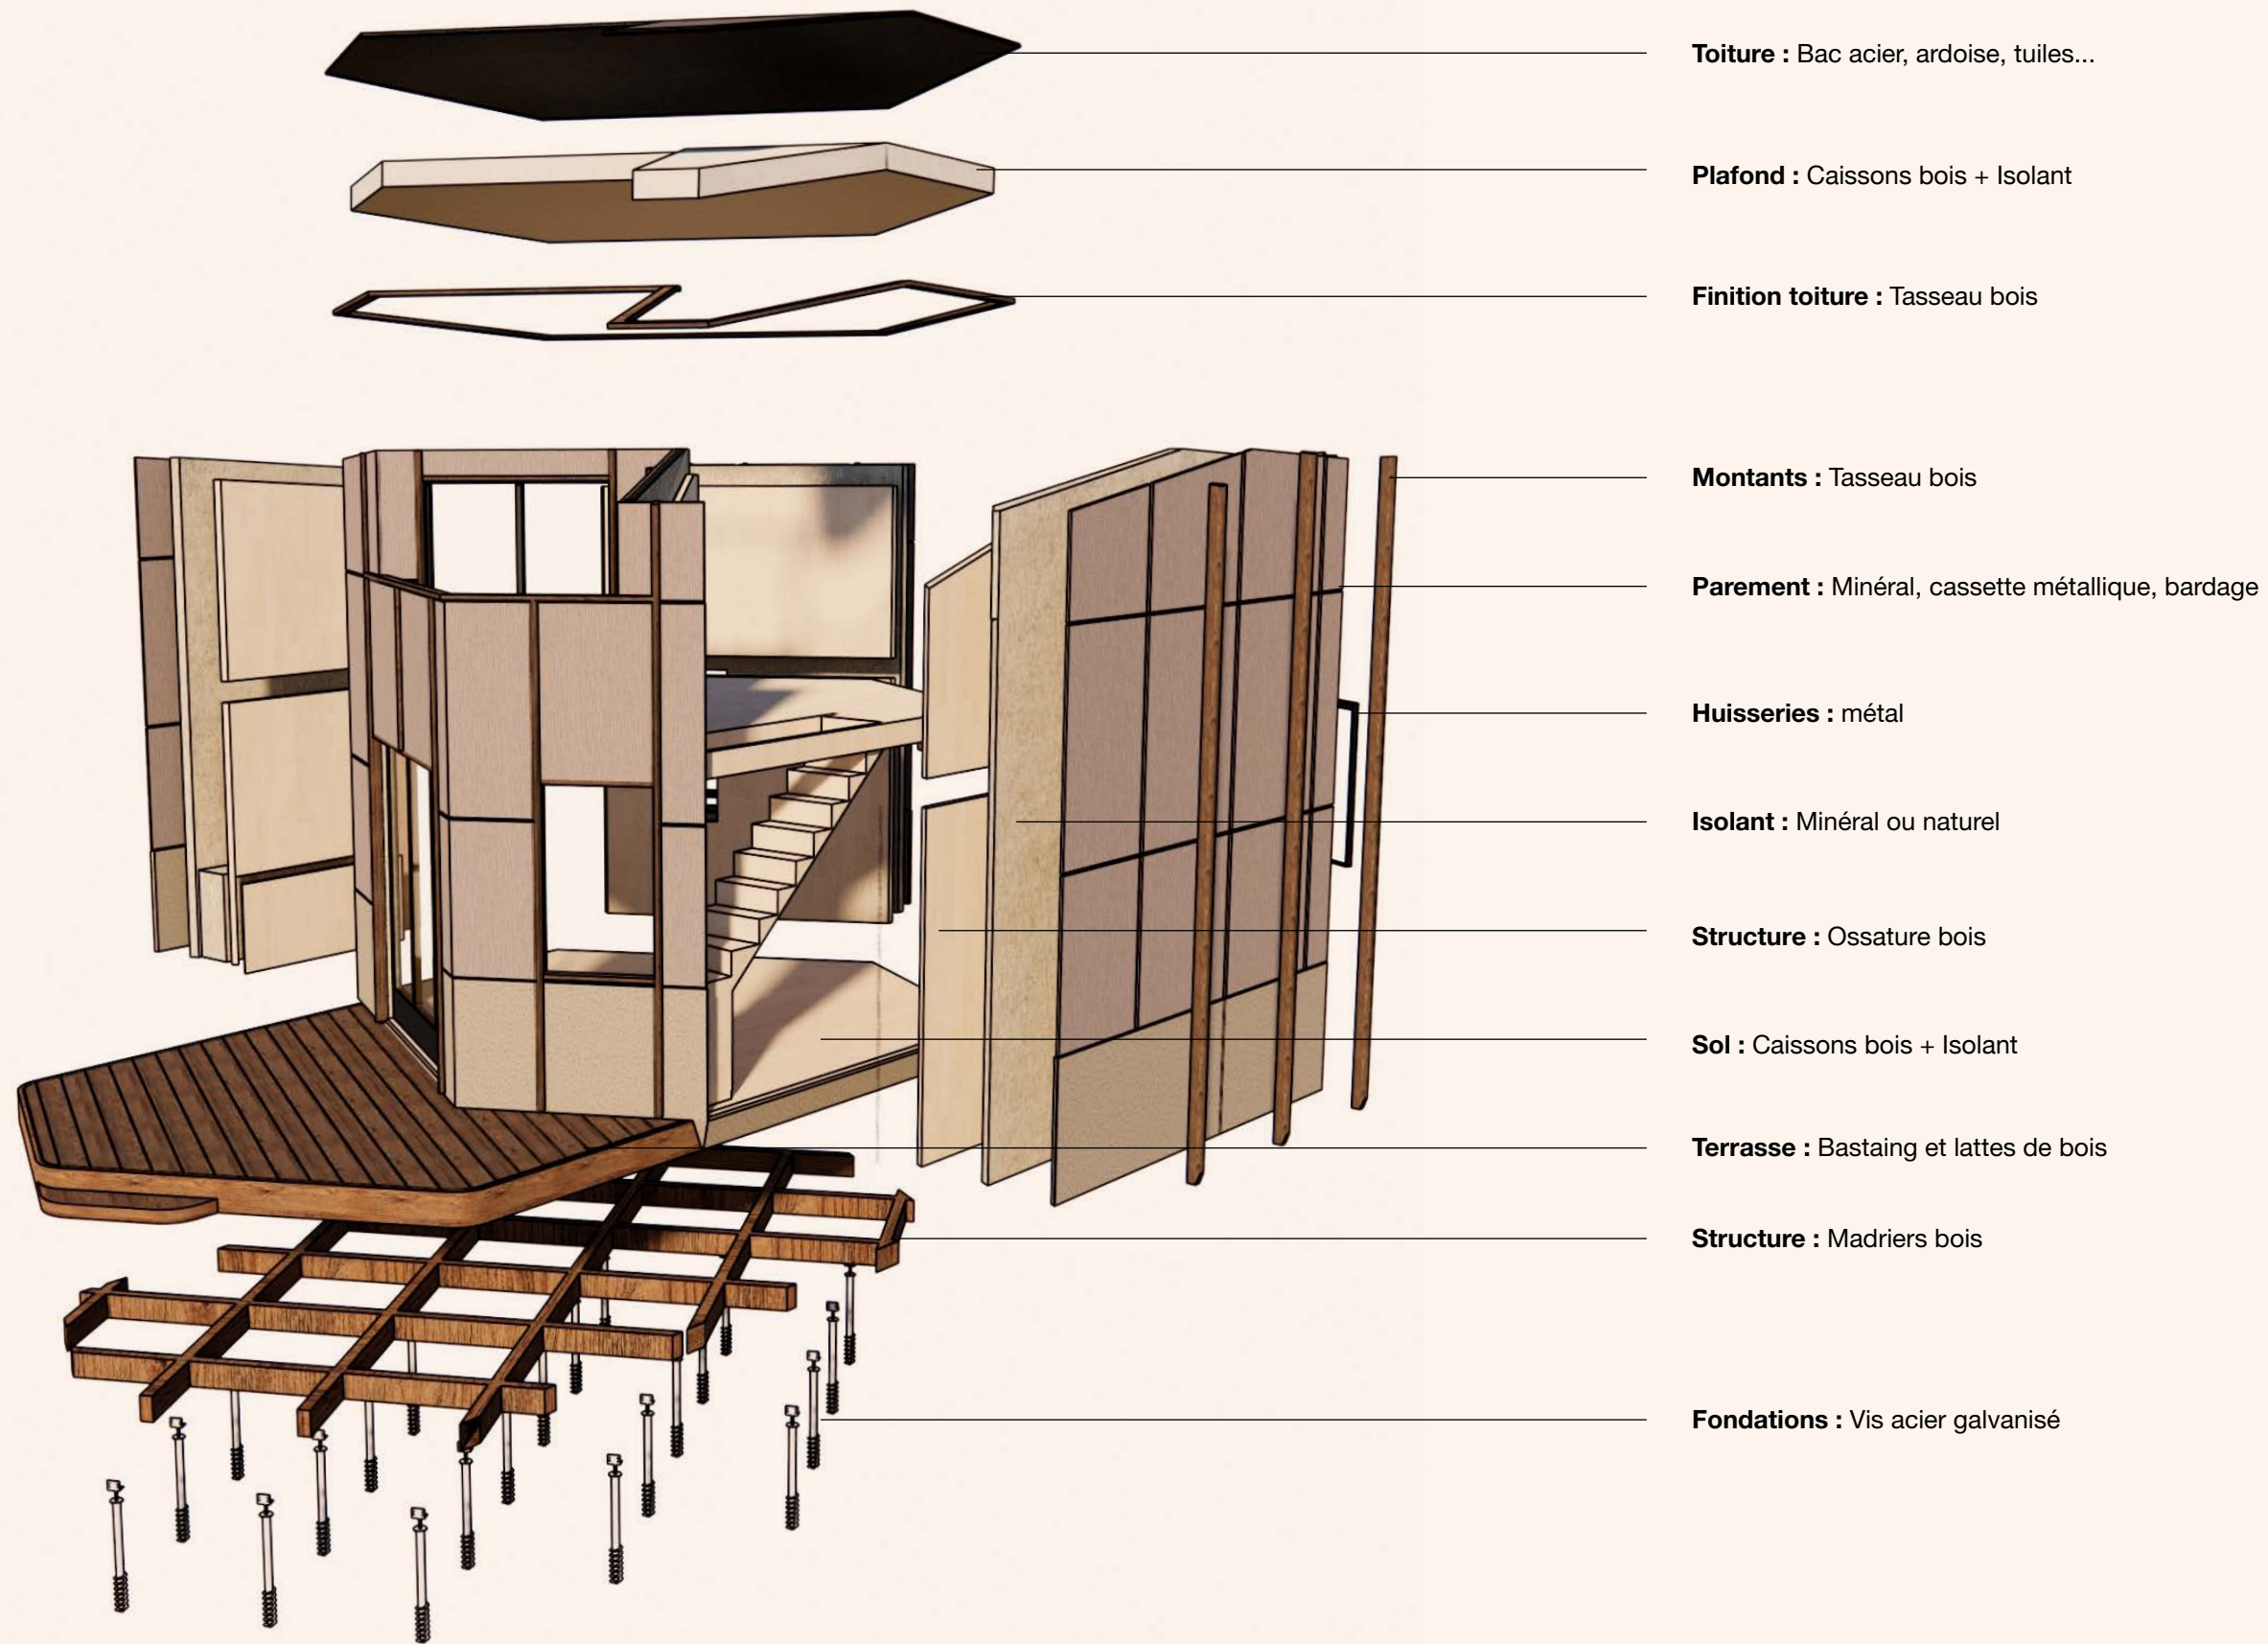 Toiture : Bac acier, ardoise, tuiles...
Plafond : Caissons bois + Isolant
Finition toiture : Tasseau bois
Montants : Tasseau bois
Parement : Minéral, cassette métallique, bardage
Huisseries : métal
Isolant : Minéral ou naturel
Structure : Ossature bois
Sol : Caissons bois + Isolant
Terrasse : Bastaing et lattes de bois
Structure : Madriers bois
Fondations : Vis acier galvanisé